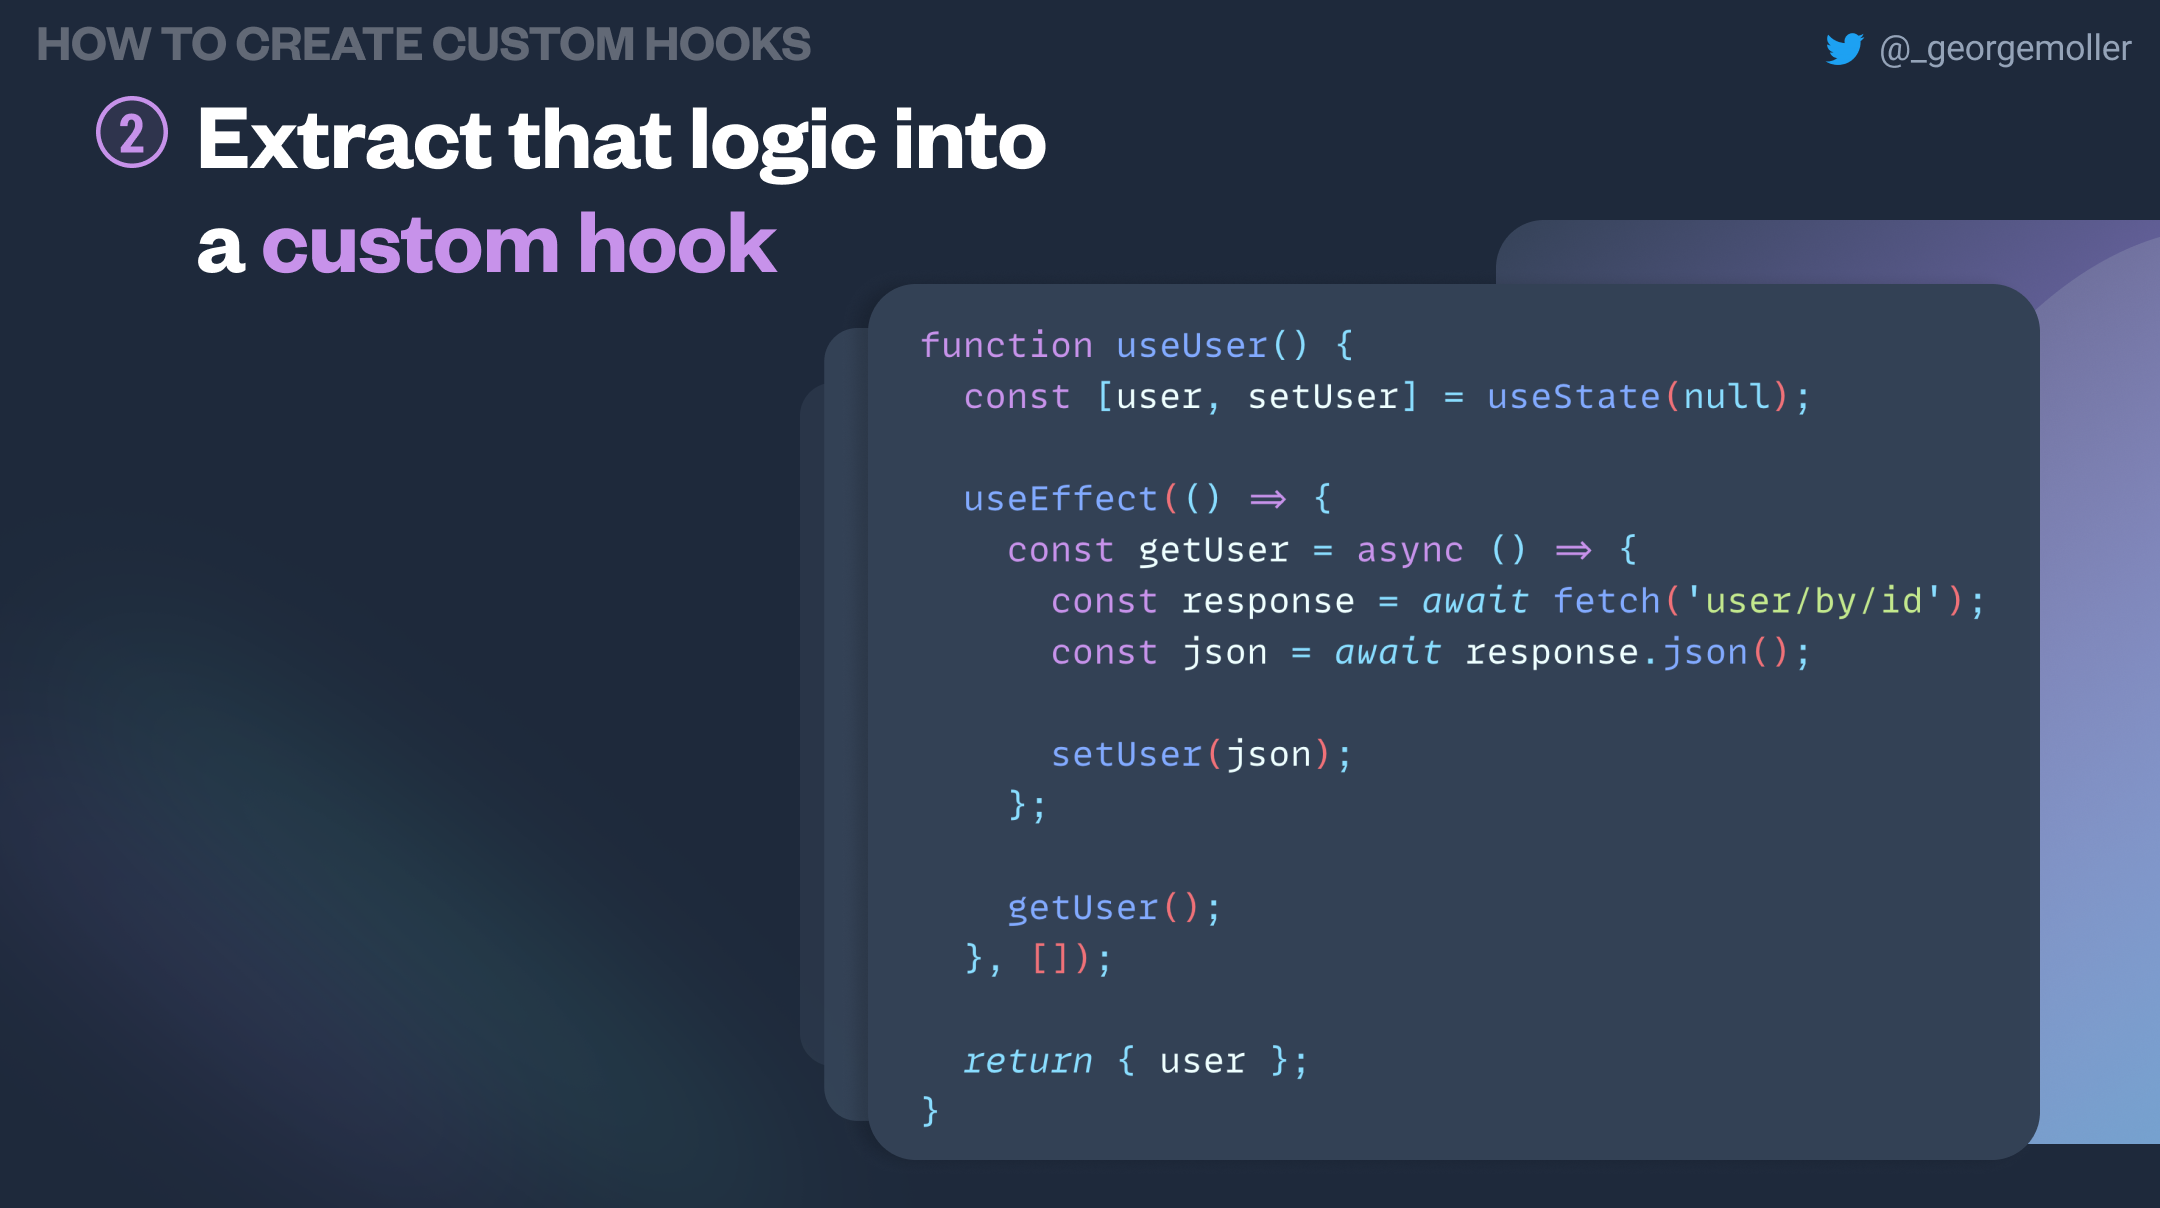 HOW TO CREATE CUSTOM HOOKS
@_georgemoller
2 Extract that logic into
a custom hook
function useUser() {
  const [user, setUser] = useState(null);

  useEffect(() => {
    const getUser = async () => {
      const response = await fetch('user/by/id');
      const json = await response.json();

      setUser(json);
    };

    getUser();
  }, []);

  return { user };
}